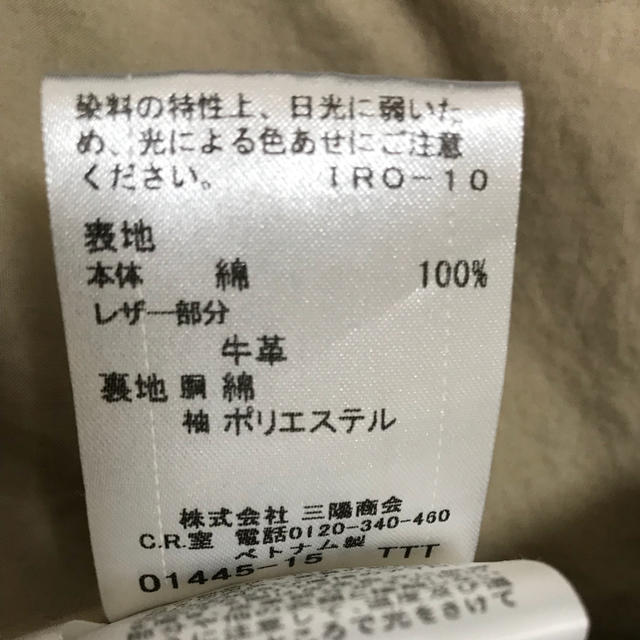 染料の特性上、日光に弱いた
め、光による色あせにご注意
ください。 IRO-10
表地
本体 綿 100%
レザー部分
牛革
裏地 胴 綿
袖 ポリエステル
株式会社 三陽商会
C.R.室 電話0120-340-460
ベトナム製
01445-15 TTT